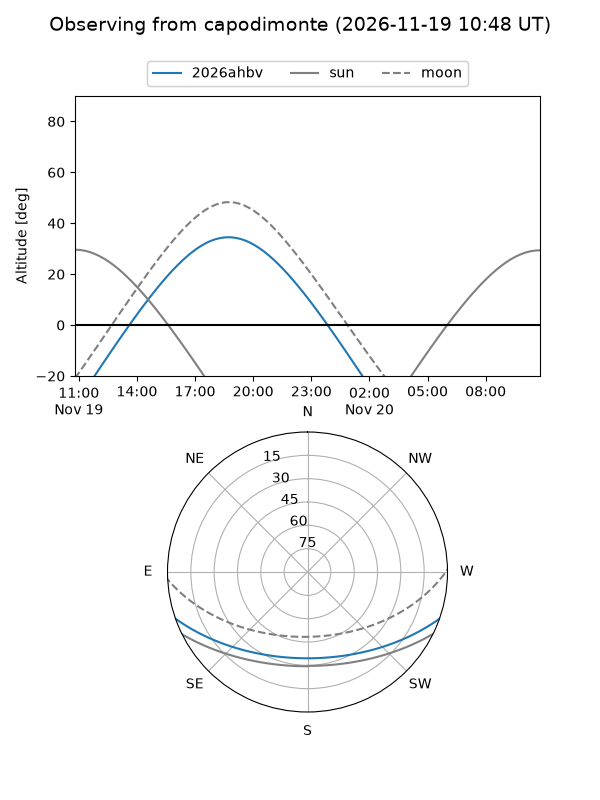 Observing from capodimonte (2026-11-19 10:48 UT)
2026ahbv sun moon
80
60
40
20
0
−20
Altitude [deg]
11:00 14:00 17:00 20:00 23:00 02:00 05:00 08:00
Nov 19 Nov 20
N
NE NW
15
30
45
60
75
E W
SE SW
S